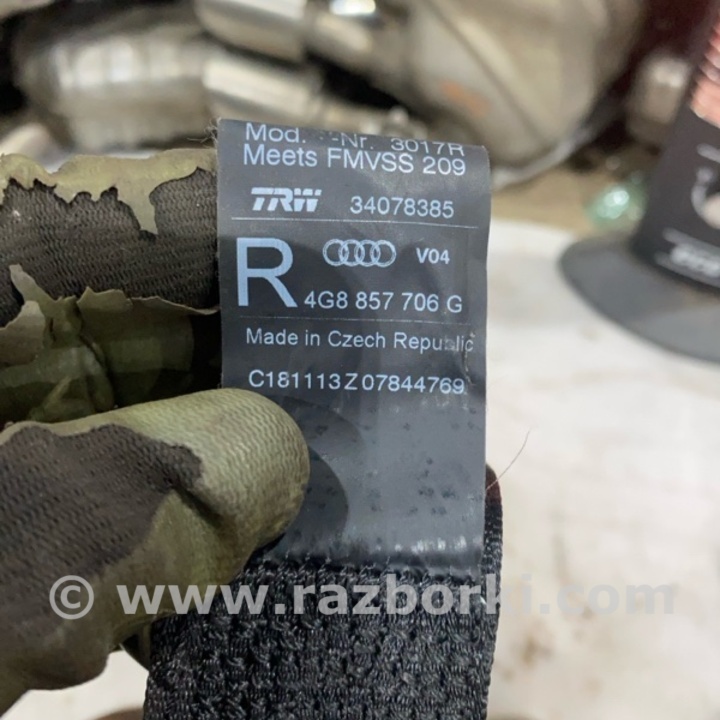 Mod. -Nr. 3017R
Meets FMVSS 209
TRW 34078385
R V04
4G8 857 706 G
Made in Czech Republic
C181113Z07844769
© www.razborki.com